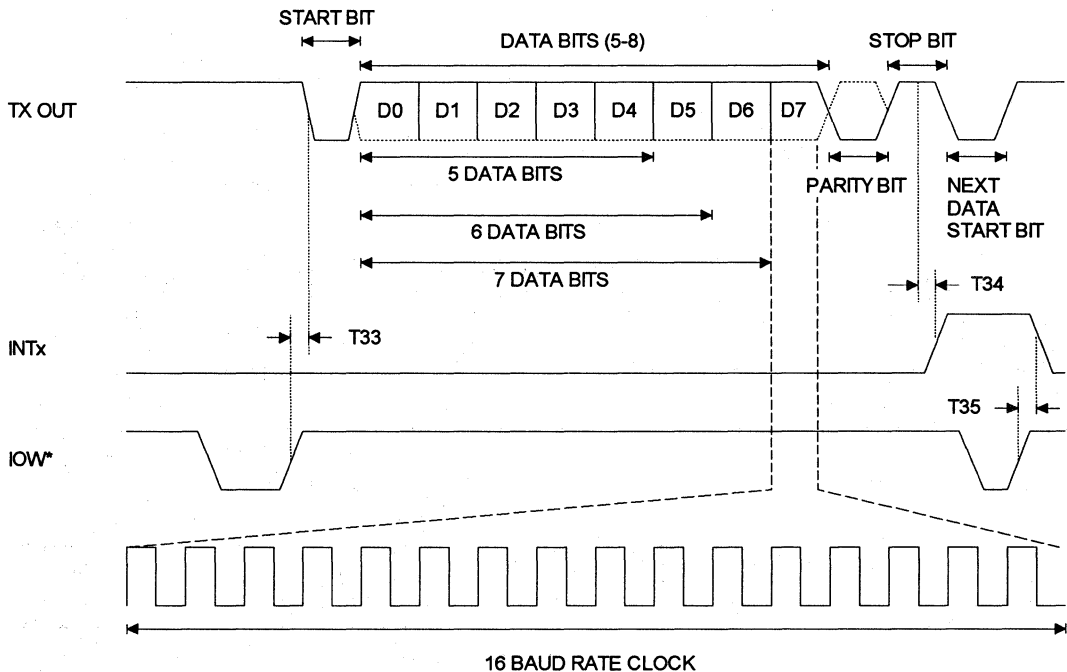 START BIT
DATA BITS (5-8)
STOP BIT
TX OUT
D0 D1 D2 D3 D4 D5 D6 D7
5 DATA BITS
PARITY BIT
NEXT
DATA
START BIT
6 DATA BITS
7 DATA BITS
T34
T33
INTx
T35
IOW*
16 BAUD RATE CLOCK